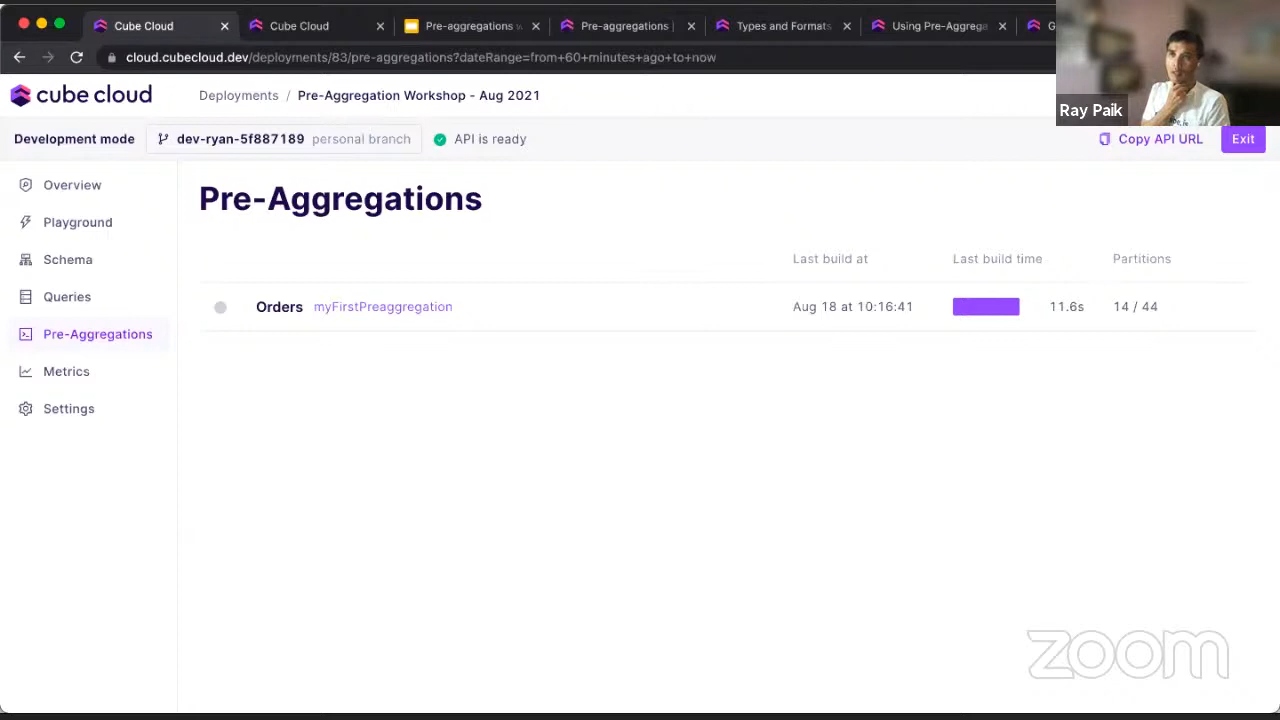 Cube Cloud
Cube Cloud
Pre-aggregations
Pre-aggregations
Types and Formats
Using Pre-Aggrega
G
cloud.cubecloud.dev/deployments/83/pre-aggregations?dateRange=from+60+minutes+ago+to+now
Ray Paik
cube cloud
Deployments / Pre-Aggregation Workshop - Aug 2021
Development mode
dev-ryan-5f887189 personal branch
API is ready
Copy API URL
Exit
Overview
Playground
Schema
Queries
Pre-Aggregations
Metrics
Settings
Pre-Aggregations
Last build at
Last build time
Partitions
Orders myFirstPreaggregation
Aug 18 at 10:16:41
11.6s
14 / 44
zoom